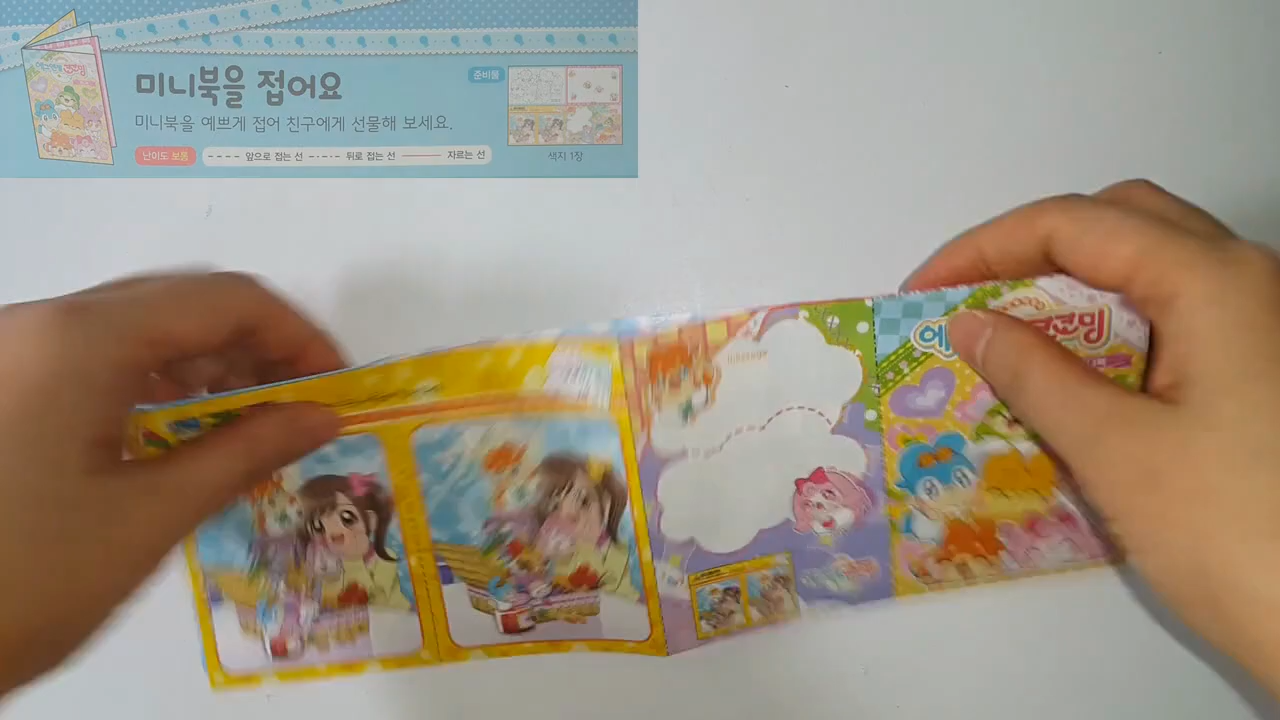 미니북을 접어요
준비물
미니북을 예쁘게 접어 친구에게 선물해 보세요.
난이도 보통
앞으로 접는 선
뒤로 접는 선
자르는 선
색지 1장